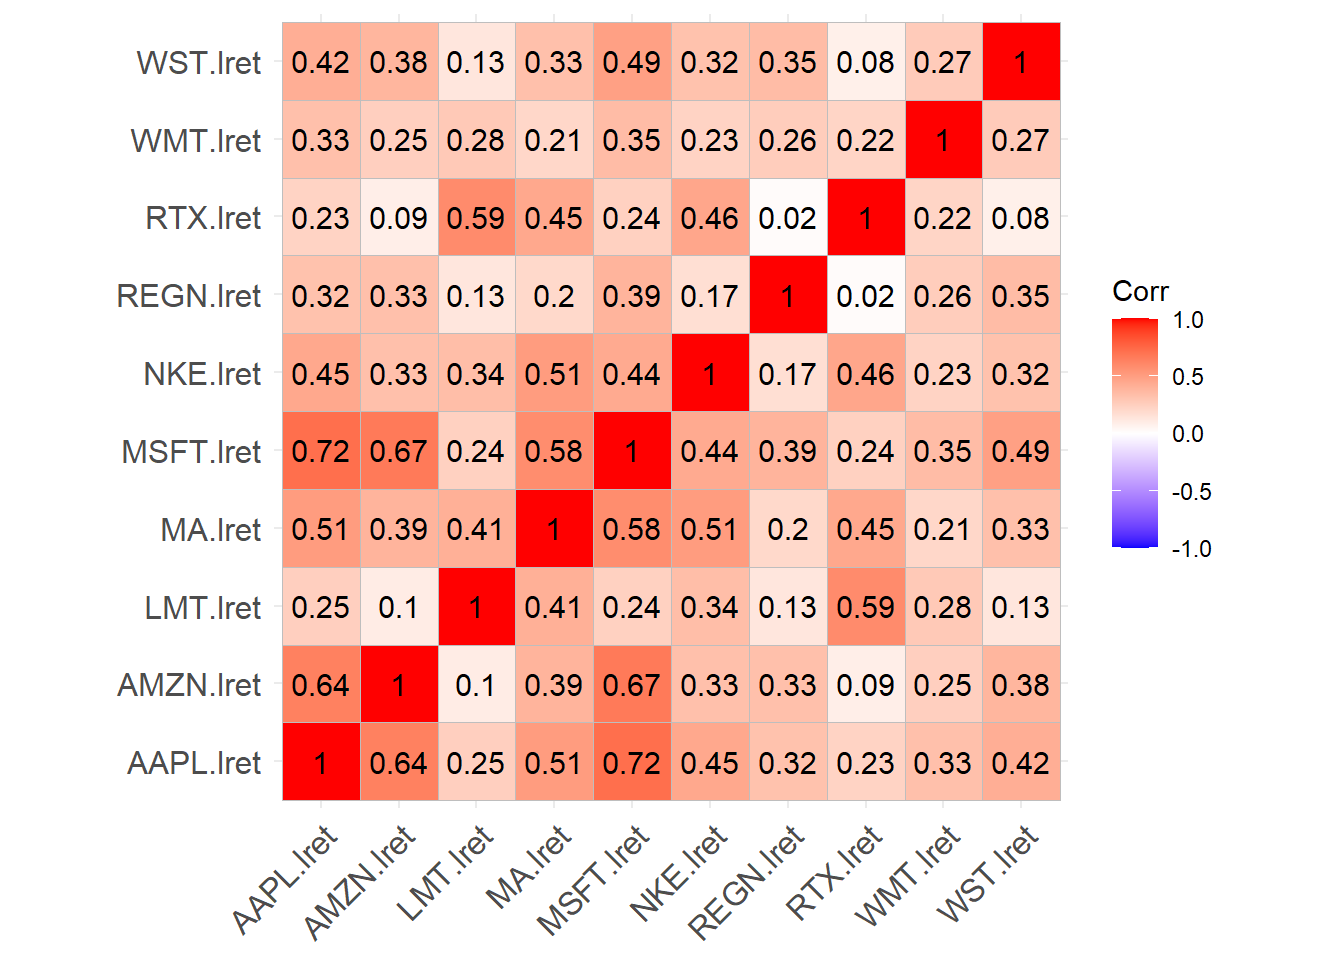 WST.lret 0.42 0.38 0.13 0.33 0.49 0.32 0.35 0.08 0.27 1
WMT.lret 0.33 0.25 0.28 0.21 0.35 0.23 0.26 0.22 1 0.27
RTX.lret 0.23 0.09 0.59 0.45 0.24 0.46 0.02 1 0.22 0.08
REGN.lret 0.32 0.33 0.13 0.2 0.39 0.17 1 0.02 0.26 0.35
NKE.lret 0.45 0.33 0.34 0.51 0.44 1 0.17 0.46 0.23 0.32
MSFT.lret 0.72 0.67 0.24 0.58 1 0.44 0.39 0.24 0.35 0.49
MA.lret 0.51 0.39 0.41 1 0.58 0.51 0.2 0.45 0.21 0.33
LMT.lret 0.25 0.1 1 0.41 0.24 0.34 0.13 0.59 0.28 0.13
AMZN.lret 0.64 1 0.1 0.39 0.67 0.33 0.33 0.09 0.25 0.38
AAPL.lret 1 0.64 0.25 0.51 0.72 0.45 0.32 0.23 0.33 0.42
AAPL.lret AMZN.lret LMT.lret MA.lret MSFT.lret NKE.lret REGN.lret RTX.lret WMT.lret WST.lret
Corr
1.0
0.5
0.0
-0.5
-1.0